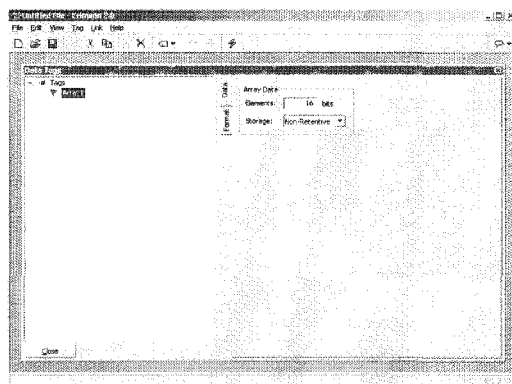 Untitled File - Crimson 2.0
File Edit View Tag Link Help
Data Tags
Tags
Array1
Data
Format
Array Data
Elements: 16 bits
Storage: Non-Retentive
Close